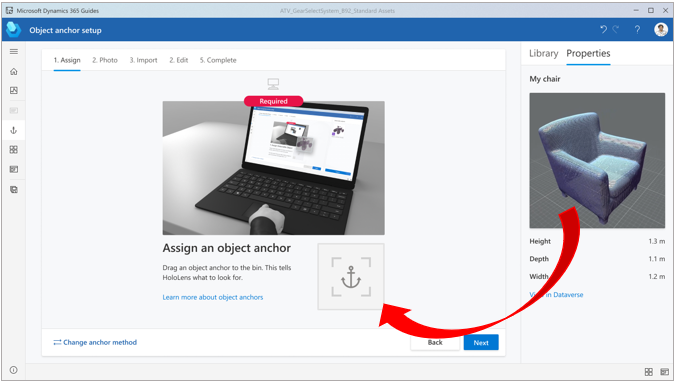 Microsoft Dynamics 365 Guides
ATV_GearSelectSystem_B92_Standard Assets
Object anchor setup
?
1. Assign
2. Photo
3. Import
2. Edit
5. Complete
Library
Properties
My chair
Required
Assign an object anchor
Drag an object anchor to the bin. This tells
HoloLens what to look for.
Learn more about object anchors
Height
1.3 m
Depth
1.1 m
Width
1.2 m
in Dataverse
Change anchor method
Back
Next